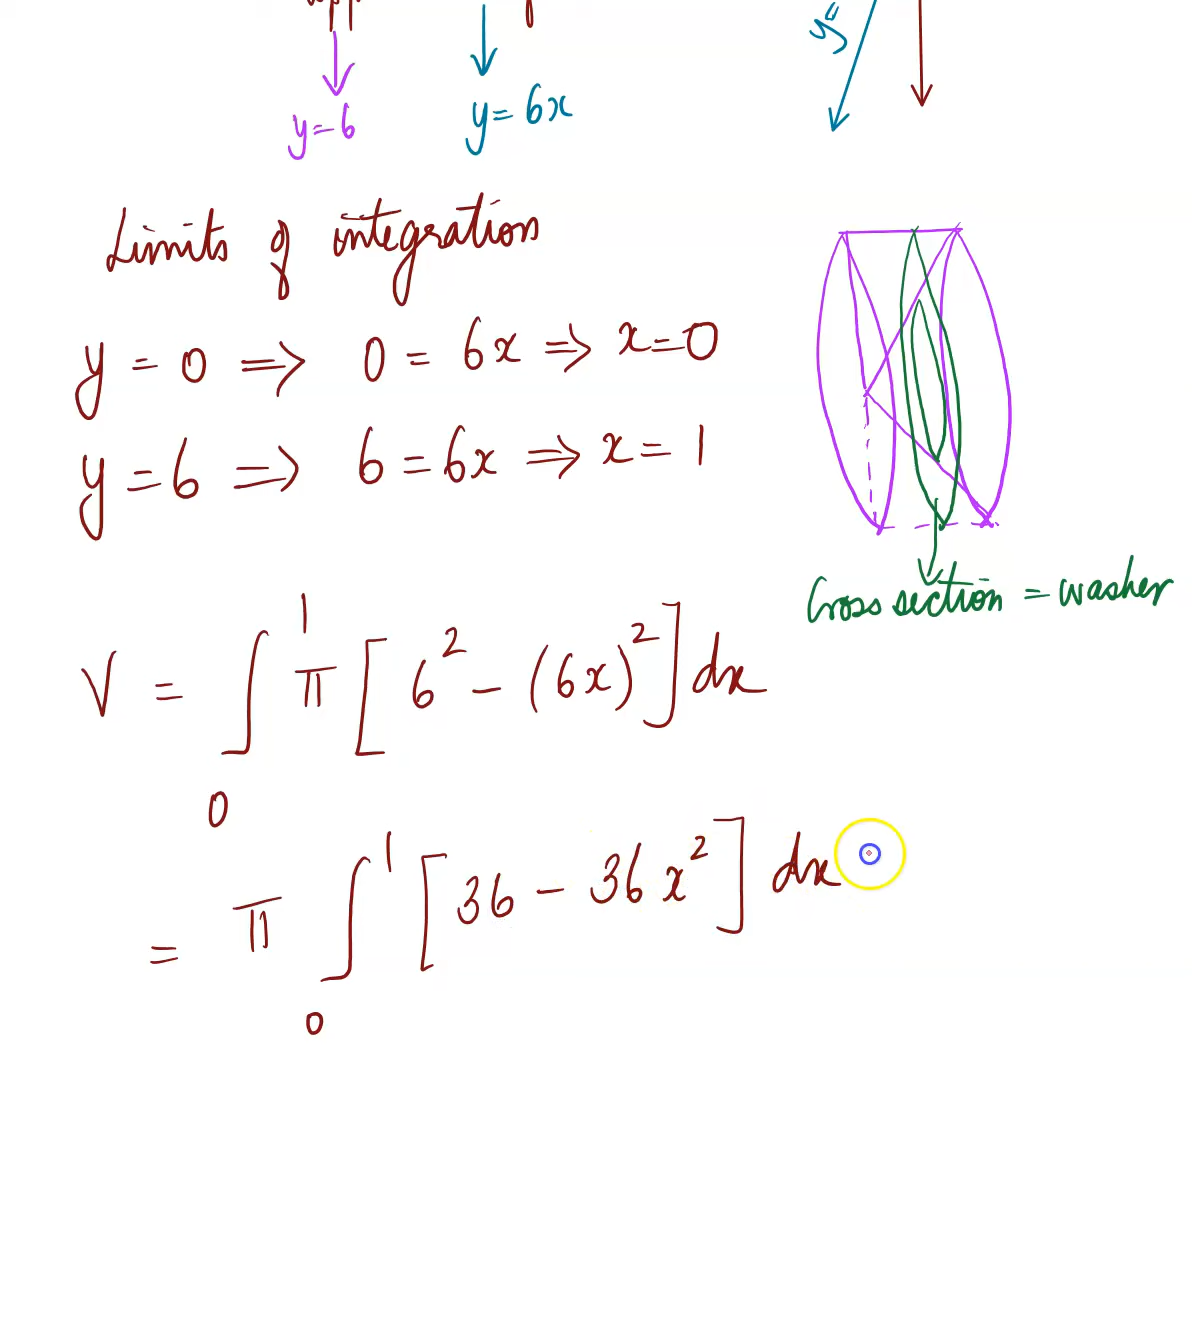 y=6
y= 6x
y=
Limits of integration
y = 0 ⇒ 0 = 6x ⇒ x=0
y = 6 ⇒ 6 = 6x ⇒ x = 1
Cross section = washer
V = ∫₀¹ π [ 6² − (6x)² ] dx
= π ∫₀¹ [ 36 − 36x² ] dx